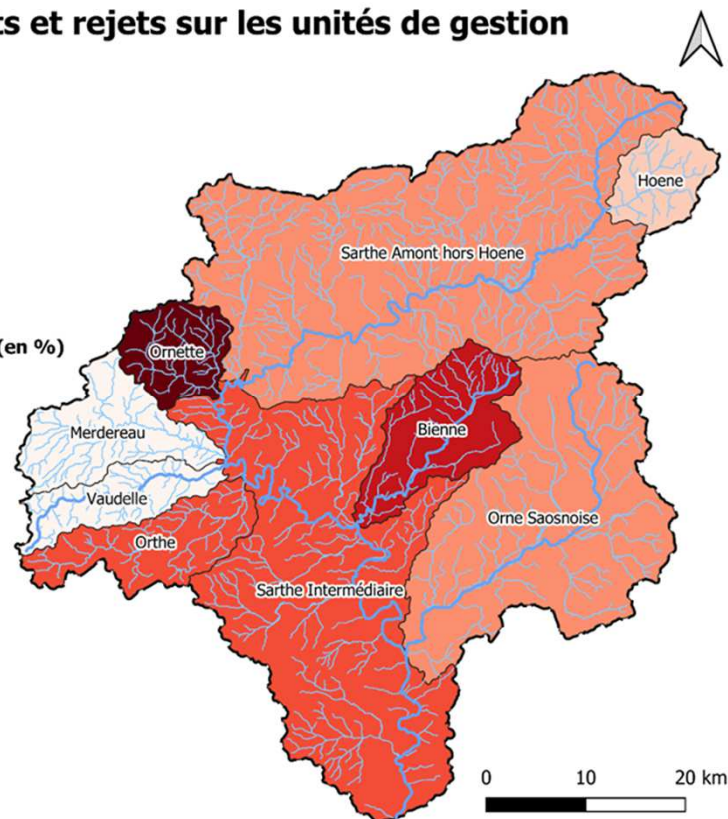 ts et rejets sur les unités de gestion
Hoene
Sarthe Amont hors Hoene
(en %)
Ornette
Merdereau
Bienne
Vaudelle
Orne Saosnoise
Orthe
Sarthe Intermédiaire
0 10 20 km